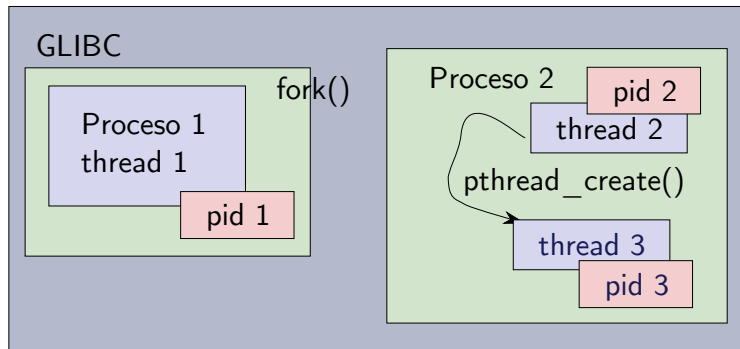 GLIBC
fork()
Proceso 1
thread 1
pid 1
Proceso 2
pid 2
thread 2
pthread_create()
thread 3
pid 3